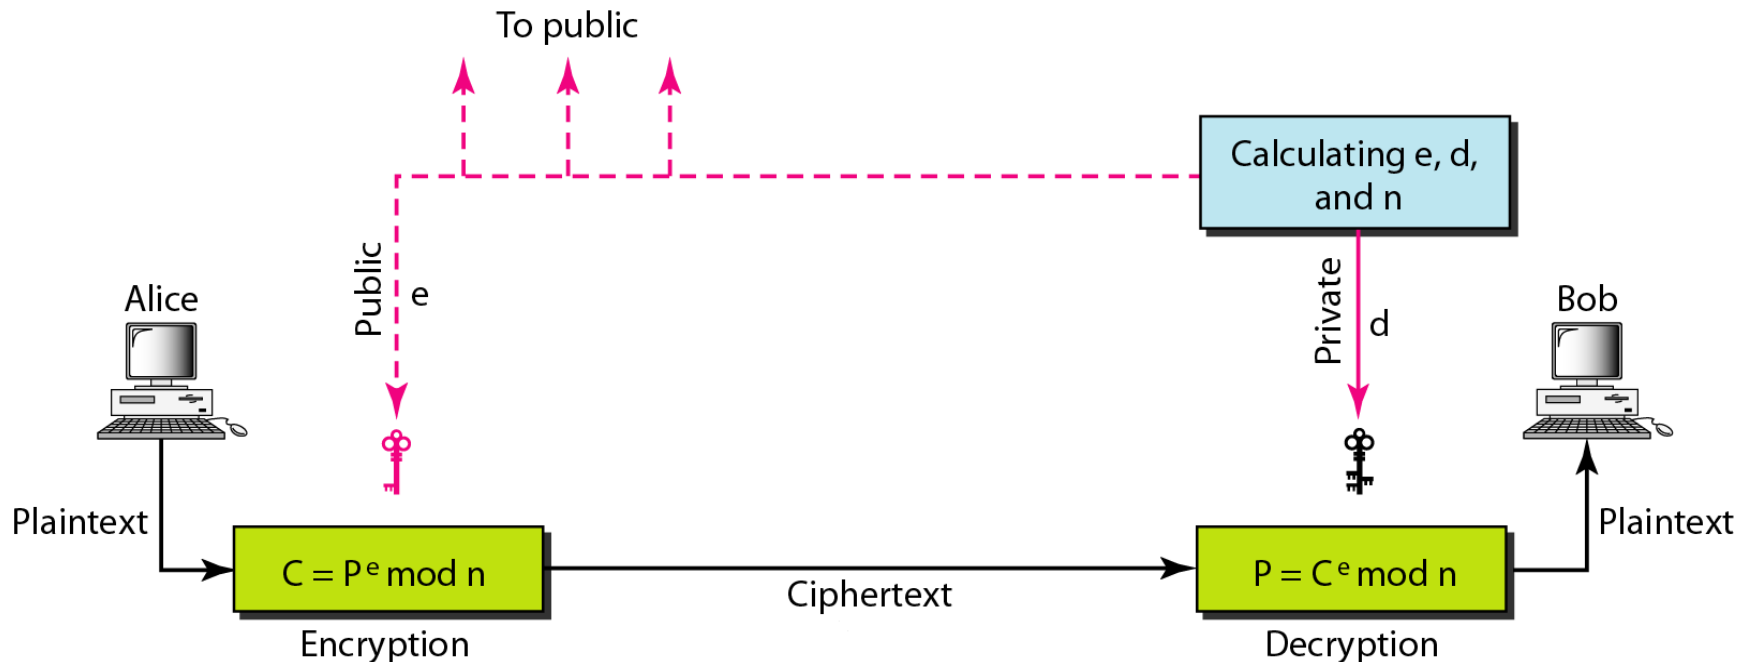 To public
Calculating e, d,
and n
Public
e
Private
d
Alice
Bob
Plaintext
Plaintext
C = Pᵉ mod n
P = Cᵉ mod n
Ciphertext
Encryption
Decryption